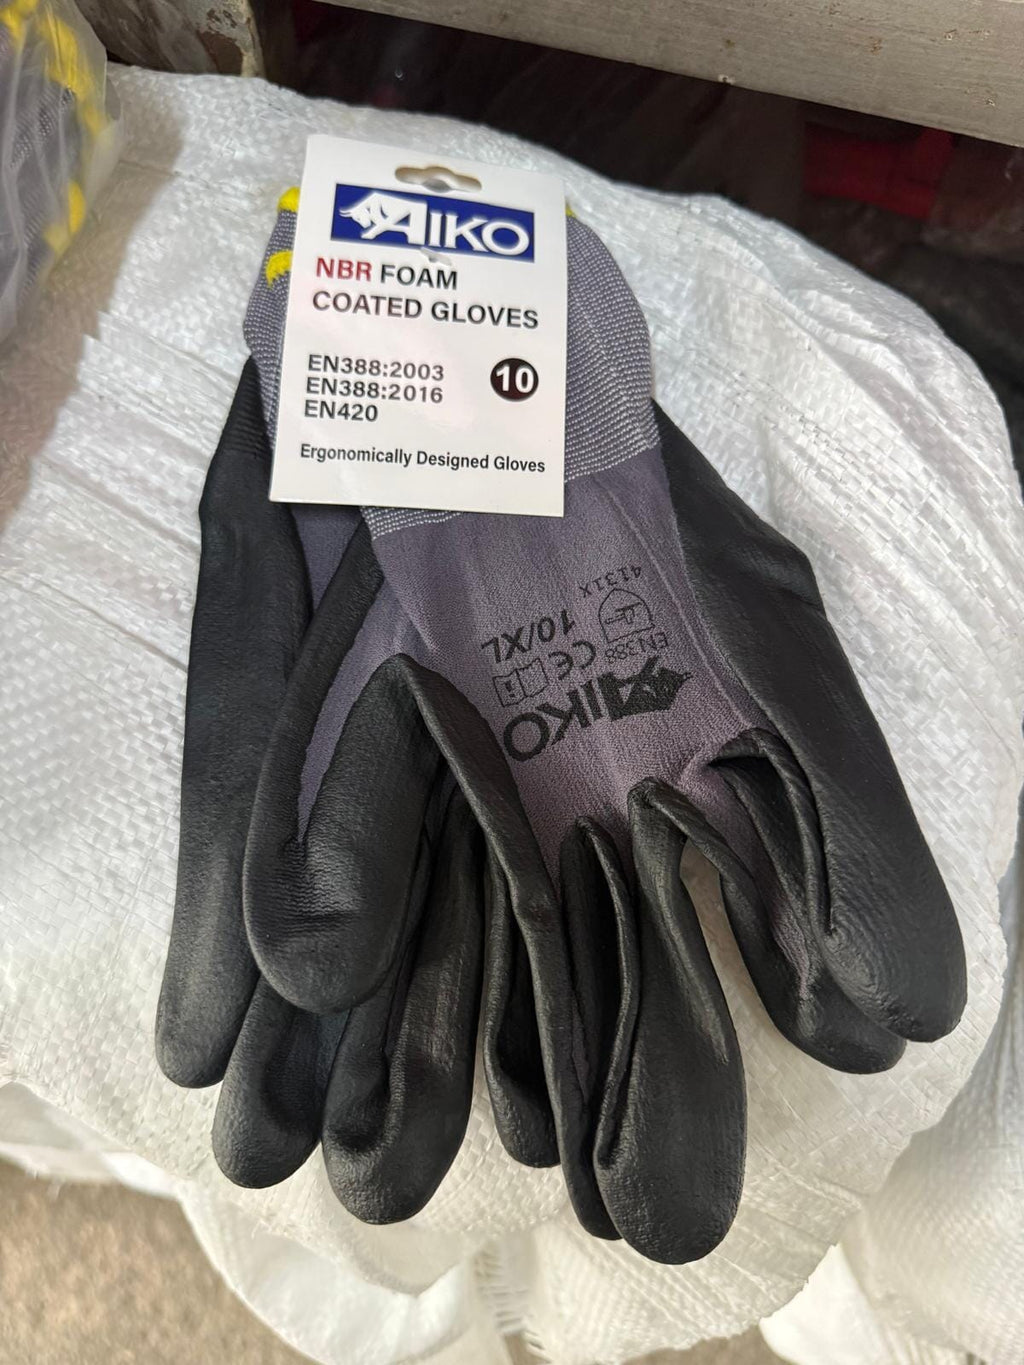 AIKO
NBR FOAM
COATED GLOVES
EN388:2003
EN388:2016
EN420
10
Ergonomically Designed Gloves
AIKO
CE
EN388
10/XL
4131X